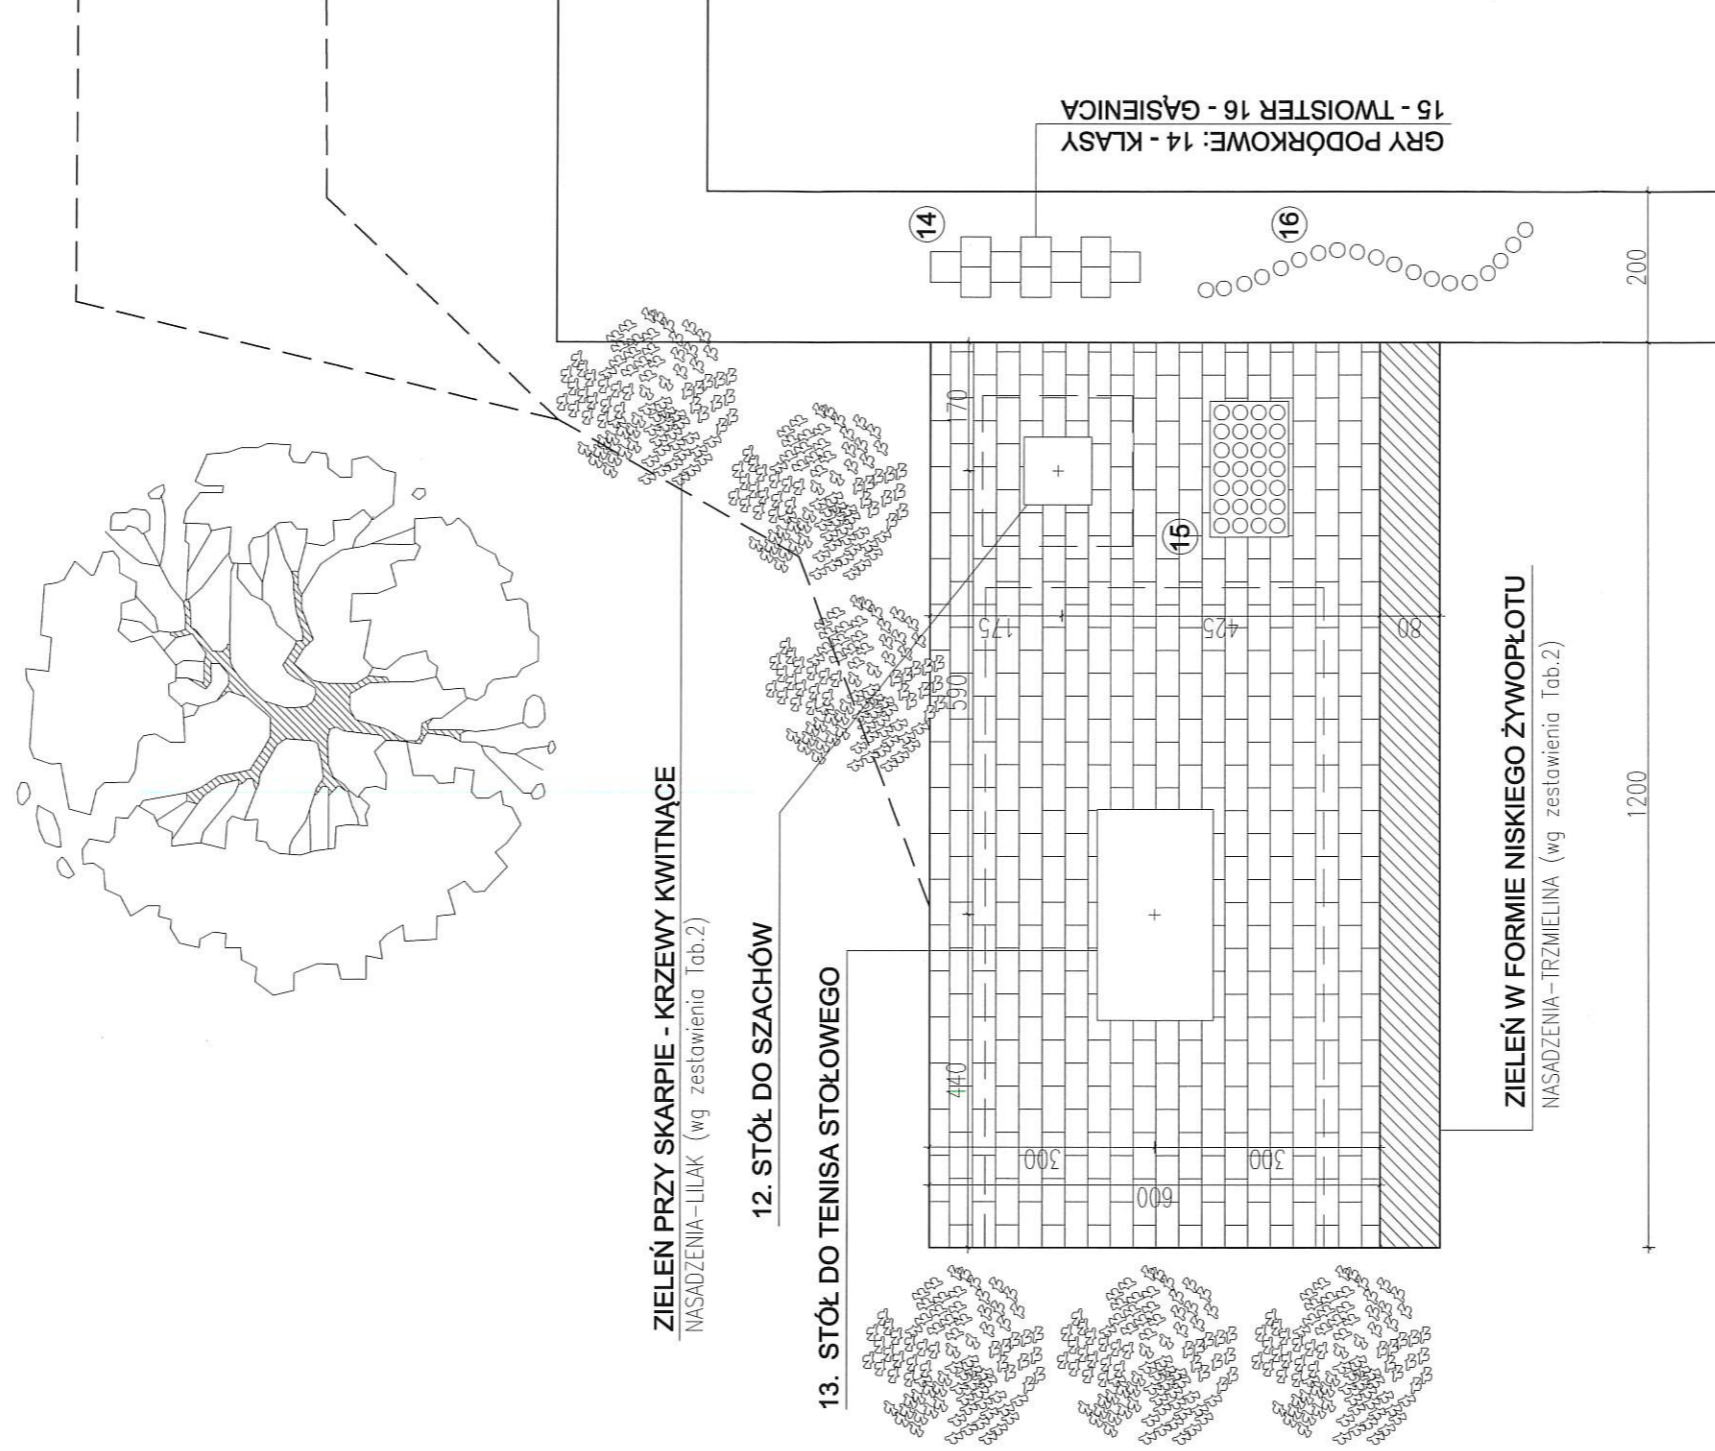 GRY PODÓRKOWE: 14 - KLASY
15 - TWOISTER 16 - GĄSIENICA
14
16
200
70
15
175
425
80
590
1200
440
300
300
600
ZIELEŃ PRZY SKARPIE - KRZEWY KWITNĄCE
NASADZENIA-LILAK (wg zestawienia Tab.2)
12. STÓŁ DO SZACHÓW
13. STÓŁ DO TENISA STOŁOWEGO
ZIELEŃ W FORMIE NISKIEGO ŻYWOPŁOTU
NASADZENIA-TRZMIELINA (wg zestawienia Tab.2)